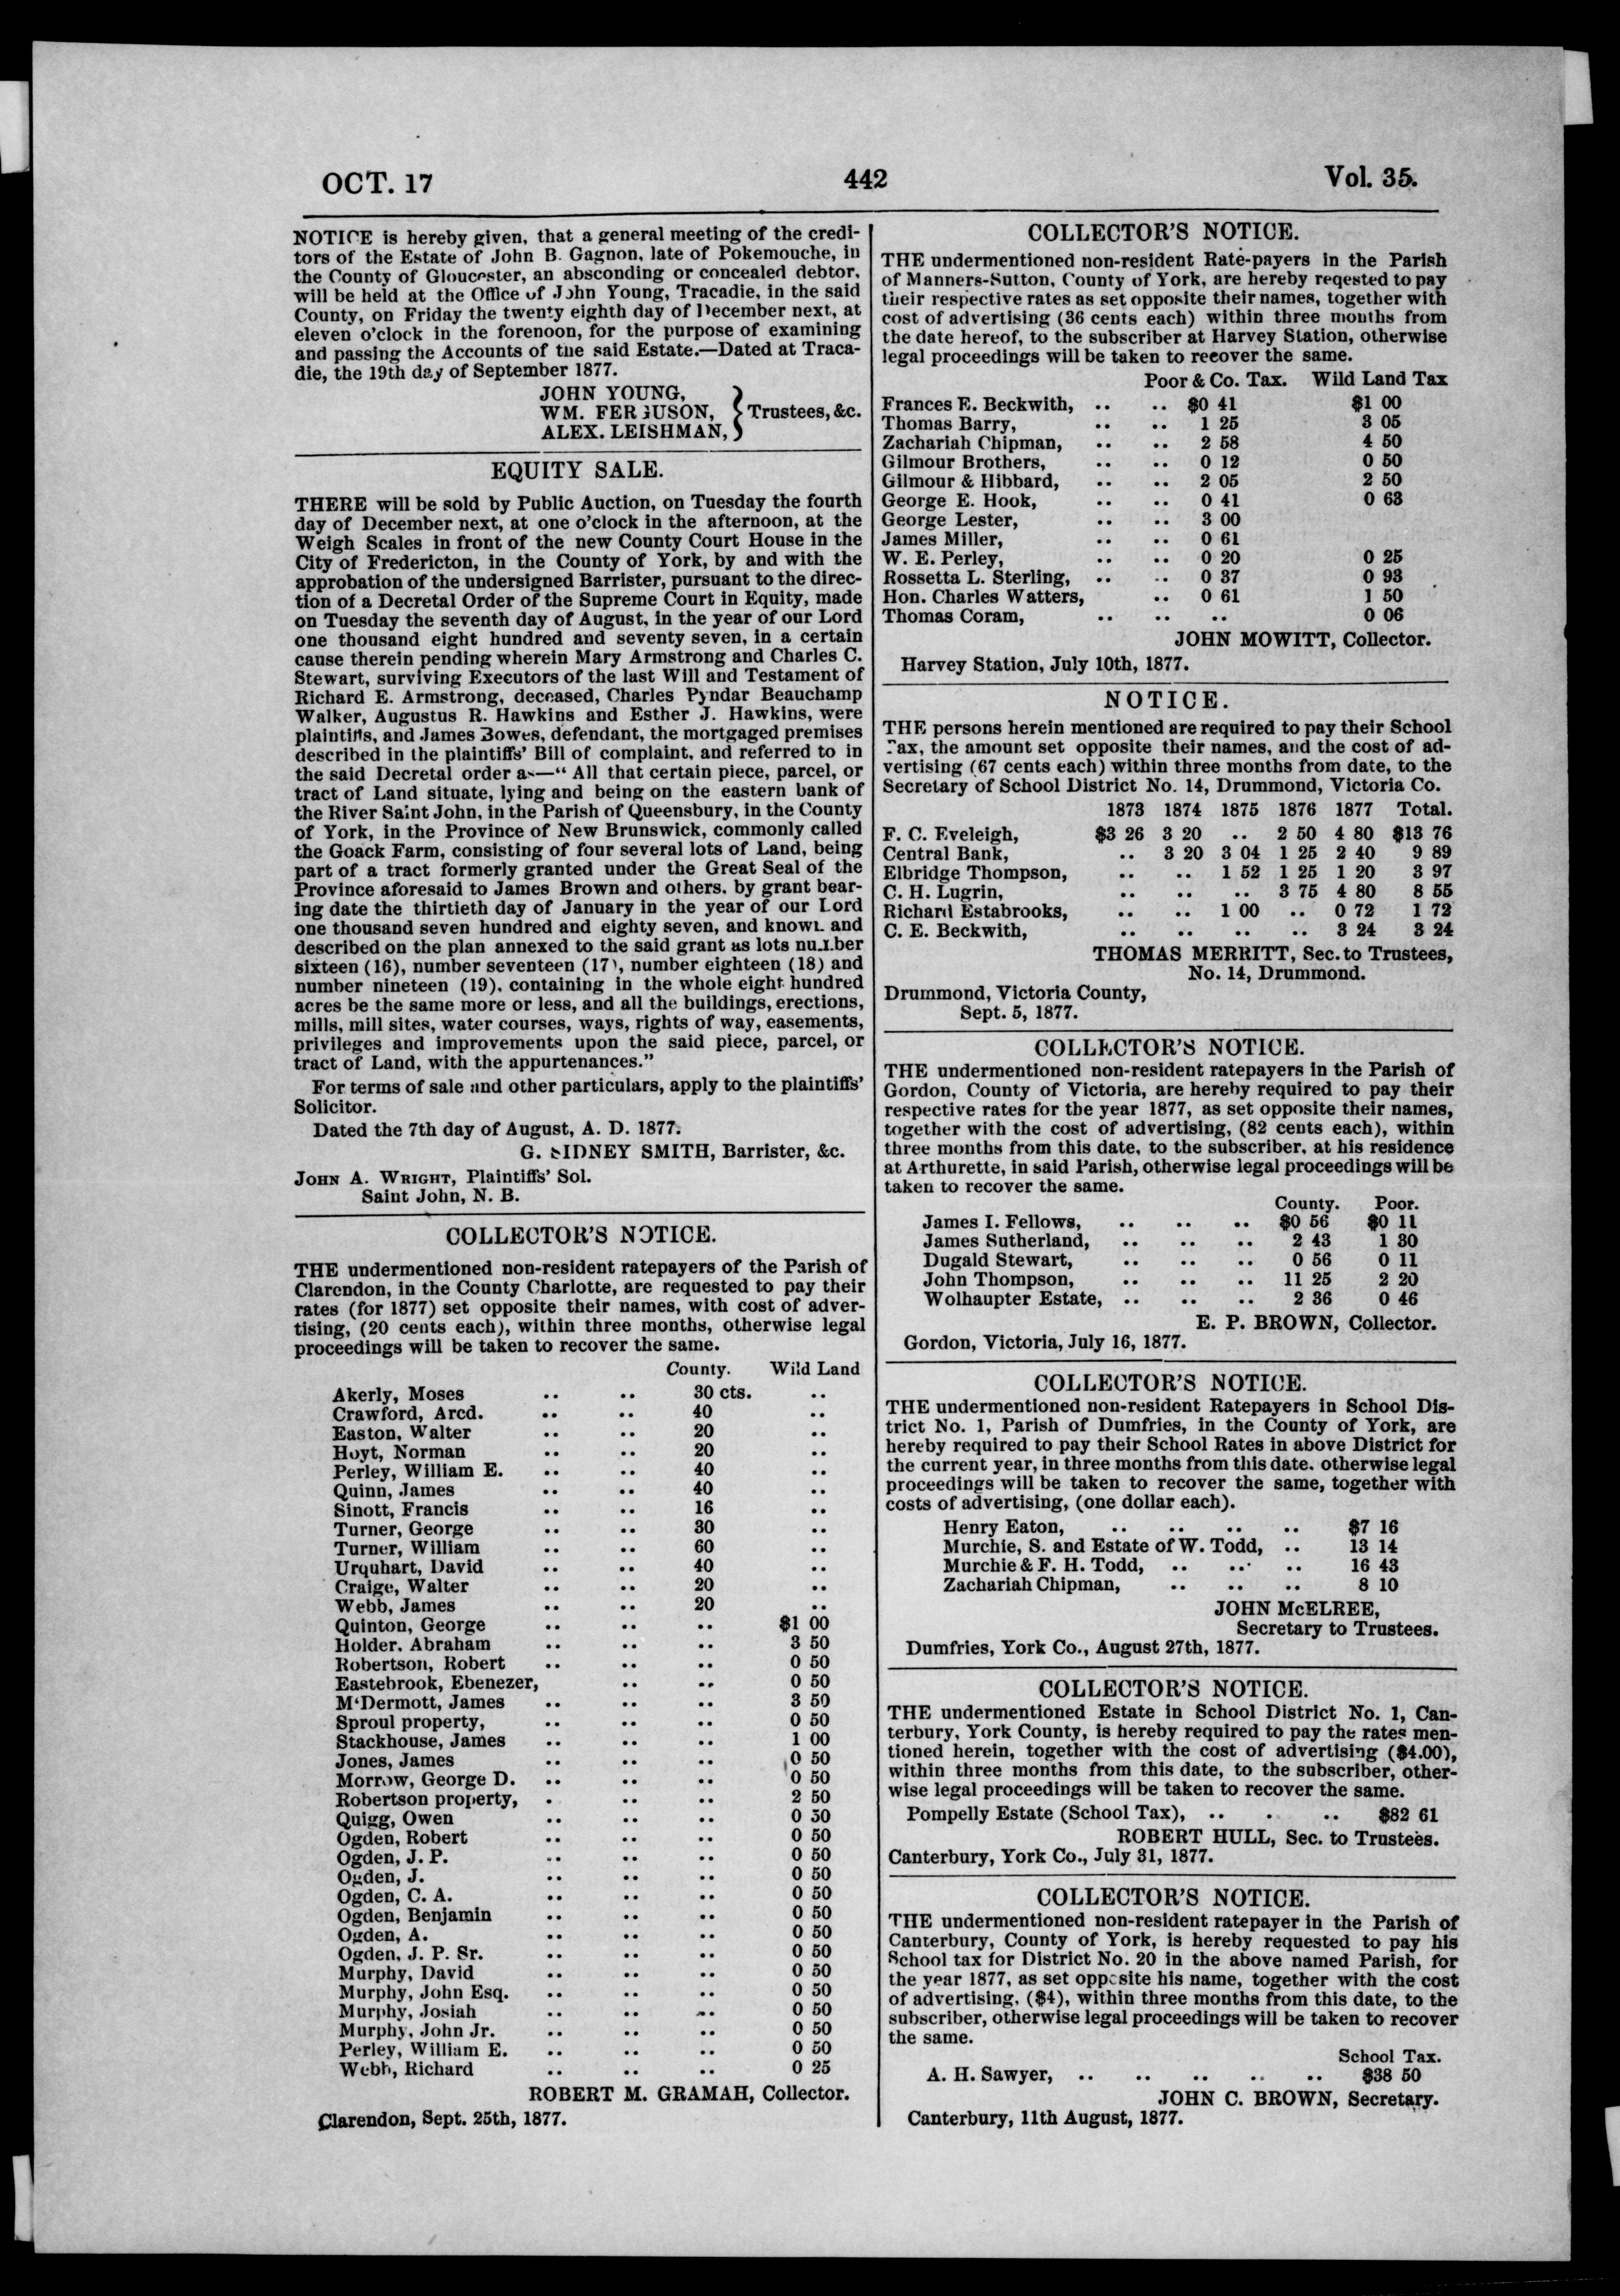 OCT. 17 442 Vol. 35.
NOTICE is hereby given, that a general meeting of the credi-
tors of the Estate of John B. Gagnon, late of Pokemouche, in
the County of Gloucester, an absconding or concealed debtor,
will be held at the Office of John Young, Tracadie, in the said
County, on Friday the twenty eighth day of December next, at
eleven o'clock in the forenoon, for the purpose of examining
and passing the Accounts of the said Estate.—Dated at Traca-
die, the 19th day of September 1877.
JOHN YOUNG,
WM. FERGUSON, } Trustees, &c.
ALEX. LEISHMAN,
EQUITY SALE.
THERE will be sold by Public Auction, on Tuesday the fourth
day of December next, at one o'clock in the afternoon, at the
Weigh Scales in front of the new County Court House in the
City of Fredericton, in the County of York, by and with the
approbation of the undersigned Barrister, pursuant to the direc-
tion of a Decretal Order of the Supreme Court in Equity, made
on Tuesday the seventh day of August, in the year of our Lord
one thousand eight hundred and seventy seven, in a certain
cause therein pending wherein Mary Armstrong and Charles C.
Stewart, surviving Executors of the last Will and Testament of
Richard E. Armstrong, deceased, Charles Pyndar Beauchamp
Walker, Augustus R. Hawkins and Esther J. Hawkins, were
plaintiffs, and James Bowes, defendant, the mortgaged premises
described in the plaintiffs' Bill of complaint, and referred to in
the said Decretal order as—" All that certain piece, parcel, or
tract of Land situate, lying and being on the eastern bank of
the River Saint John, in the Parish of Queensbury, in the County
of York, in the Province of New Brunswick, commonly called
the Goack Farm, consisting of four several lots of Land, being
part of a tract formerly granted under the Great Seal of the
Province aforesaid to James Brown and others, by grant bear-
ing date the thirtieth day of January in the year of our Lord
one thousand seven hundred and eighty seven, and known and
described on the plan annexed to the said grant as lots number
sixteen (16), number seventeen (17), number eighteen (18) and
number nineteen (19), containing in the whole eight hundred
acres be the same more or less, and all the buildings, erections,
mills, mill sites, water courses, ways, rights of way, easements,
privileges and improvements upon the said piece, parcel, or
tract of Land, with the appurtenances."
For terms of sale and other particulars, apply to the plaintiffs'
Solicitor.
Dated the 7th day of August, A. D. 1877.
G. SIDNEY SMITH, Barrister, &c.
JOHN A. WRIGHT, Plaintiffs' Sol.
Saint John, N. B.
COLLECTOR'S NOTICE.
THE undermentioned non-resident ratepayers of the Parish of
Clarendon, in the County Charlotte, are requested to pay their
rates (for 1877) set opposite their names, with cost of adver-
tising, (20 cents each), within three months, otherwise legal
proceedings will be taken to recover the same.
County. Wild Land
Akerly, Moses .. .. 30 cts. ..
Crawford, Arcd. .. .. 40 ..
Easton, Walter .. .. 20 ..
Hoyt, Norman .. .. 20 ..
Perley, William E. .. .. 40 ..
Quinn, James .. .. 40 ..
Sinott, Francis .. .. 16 ..
Turner, George .. .. 30 ..
Turner, William .. .. 60 ..
Urquhart, David .. .. 40 ..
Craige, Walter .. .. 20 ..
Webb, James .. .. 20 ..
Quinton, George .. .. .. $1 00
Holder, Abraham .. .. .. 3 50
Robertson, Robert .. .. .. 0 50
Eastebrook, Ebenezer, .. .. 0 50
M'Dermott, James .. .. .. 3 50
Sproul property, .. .. .. 0 50
Stackhouse, James .. .. .. 1 00
Jones, James .. .. .. 0 50
Morrow, George D. .. .. .. 0 50
Robertson property, . .. .. 2 50
Quigg, Owen .. .. .. 0 50
Ogden, Robert .. .. .. 0 50
Ogden, J. P. .. .. .. 0 50
Ogden, J. .. .. .. 0 50
Ogden, C. A. .. .. .. 0 50
Ogden, Benjamin .. .. .. 0 50
Ogden, A. .. .. .. 0 50
Ogden, J. P. Sr. .. .. .. 0 50
Murphy, David .. .. .. 0 50
Murphy, John Esq. .. .. .. 0 50
Murphy, Josiah .. .. .. 0 50
Murphy, John Jr. .. .. .. 0 50
Perley, William E. .. .. .. 0 50
Webb, Richard .. .. .. 0 25
ROBERT M. GRAMAH, Collector.
Clarendon, Sept. 25th, 1877.
COLLECTOR'S NOTICE.
THE undermentioned non-resident Rate-payers in the Parish
of Manners-Sutton, County of York, are hereby reqested to pay
their respective rates as set opposite their names, together with
cost of advertising (36 cents each) within three months from
the date hereof, to the subscriber at Harvey Station, otherwise
legal proceedings will be taken to recover the same.
Poor & Co. Tax. Wild Land Tax
Frances E. Beckwith, .. .. $0 41 $1 00
Thomas Barry, .. .. 1 25 3 05
Zachariah Chipman, .. .. 2 58 4 50
Gilmour Brothers, .. .. 0 12 0 50
Gilmour & Hibbard, .. .. 2 05 2 50
George E. Hook, .. .. 0 41 0 63
George Lester, .. .. 3 00
James Miller, .. .. 0 61
W. E. Perley, .. .. 0 20 0 25
Rossetta L. Sterling, .. .. 0 37 0 93
Hon. Charles Watters, .. 0 61 1 50
Thomas Coram, .. .. .. 0 06
JOHN MOWITT, Collector.
Harvey Station, July 10th, 1877.
NOTICE.
THE persons herein mentioned are required to pay their School
Tax, the amount set opposite their names, and the cost of ad-
vertising (67 cents each) within three months from date, to the
Secretary of School District No. 14, Drummond, Victoria Co.
1873 1874 1875 1876 1877 Total.
F. C. Eveleigh, $3 26 3 20 .. 2 50 4 80 $13 76
Central Bank, .. 3 20 3 04 1 25 2 40 9 89
Elbridge Thompson, .. .. 1 52 1 25 1 20 3 97
C. H. Lugrin, .. .. .. 3 75 4 80 8 55
Richard Estabrooks, .. .. 1 00 .. 0 72 1 72
C. E. Beckwith, .. .. .. .. 3 24 3 24
THOMAS MERRITT, Sec. to Trustees,
No. 14, Drummond.
Drummond, Victoria County,
Sept. 5, 1877.
COLLECTOR'S NOTICE.
THE undermentioned non-resident ratepayers in the Parish of
Gordon, County of Victoria, are hereby required to pay their
respective rates for the year 1877, as set opposite their names,
together with the cost of advertising, (82 cents each), within
three months from this date, to the subscriber, at his residence
at Arthurette, in said Parish, otherwise legal proceedings will be
taken to recover the same.
County. Poor.
James I. Fellows, .. .. .. $0 56 $0 11
James Sutherland, .. .. .. 2 43 1 30
Dugald Stewart, .. .. .. 0 56 0 11
John Thompson, .. .. .. 11 25 2 20
Wolhaupter Estate, .. .. .. 2 36 0 46
E. P. BROWN, Collector.
Gordon, Victoria, July 16, 1877.
COLLECTOR'S NOTICE.
THE undermentioned non-resident Ratepayers in School Dis-
trict No. 1, Parish of Dumfries, in the County of York, are
hereby required to pay their School Rates in above District for
the current year, in three months from this date, otherwise legal
proceedings will be taken to recover the same, together with
costs of advertising, (one dollar each).
Henry Eaton, .. .. .. .. $7 16
Murchie, S. and Estate of W. Todd, .. 13 14
Murchie & F. H. Todd, .. .. .. 16 43
Zachariah Chipman, .. .. .. 8 10
JOHN McELREE,
Secretary to Trustees.
Dumfries, York Co., August 27th, 1877.
COLLECTOR'S NOTICE.
THE undermentioned Estate in School District No. 1, Can-
terbury, York County, is hereby required to pay the rates men-
tioned herein, together with the cost of advertising ($4.00),
within three months from this date, to the subscriber, other-
wise legal proceedings will be taken to recover the same.
Pompelly Estate (School Tax), .. . .. $82 61
ROBERT HULL, Sec. to Trustees.
Canterbury, York Co., July 31, 1877.
COLLECTOR'S NOTICE.
THE undermentioned non-resident ratepayer in the Parish of
Canterbury, County of York, is hereby requested to pay his
School tax for District No. 20 in the above named Parish, for
the year 1877, as set opposite his name, together with the cost
of advertising, ($4), within three months from this date, to the
subscriber, otherwise legal proceedings will be taken to recover
the same.
School Tax.
A. H. Sawyer, .. .. .. .. .. $38 50
JOHN C. BROWN, Secretary.
Canterbury, 11th August, 1877.